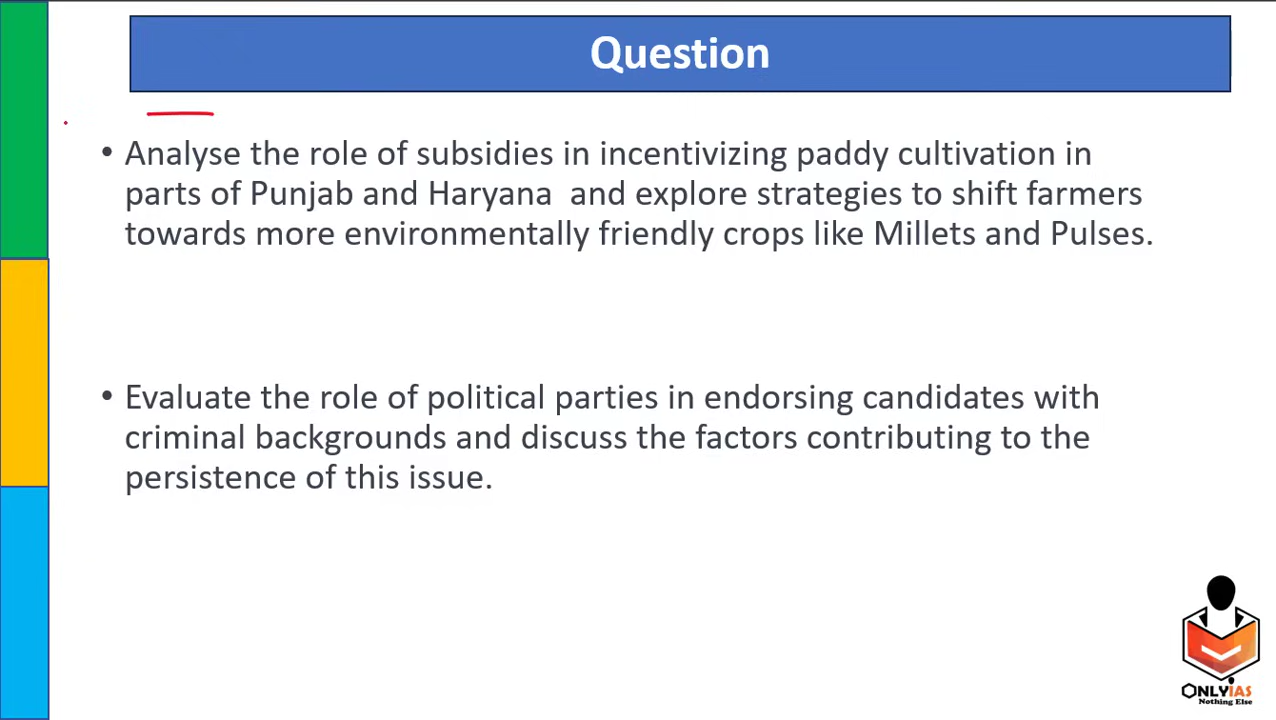 Question
• Analyse the role of subsidies in incentivizing paddy cultivation in
parts of Punjab and Haryana  and explore strategies to shift farmers
towards more environmentally friendly crops like Millets and Pulses.
• Evaluate the role of political parties in endorsing candidates with
criminal backgrounds and discuss the factors contributing to the
persistence of this issue.
ONLYIAS
Nothing Else